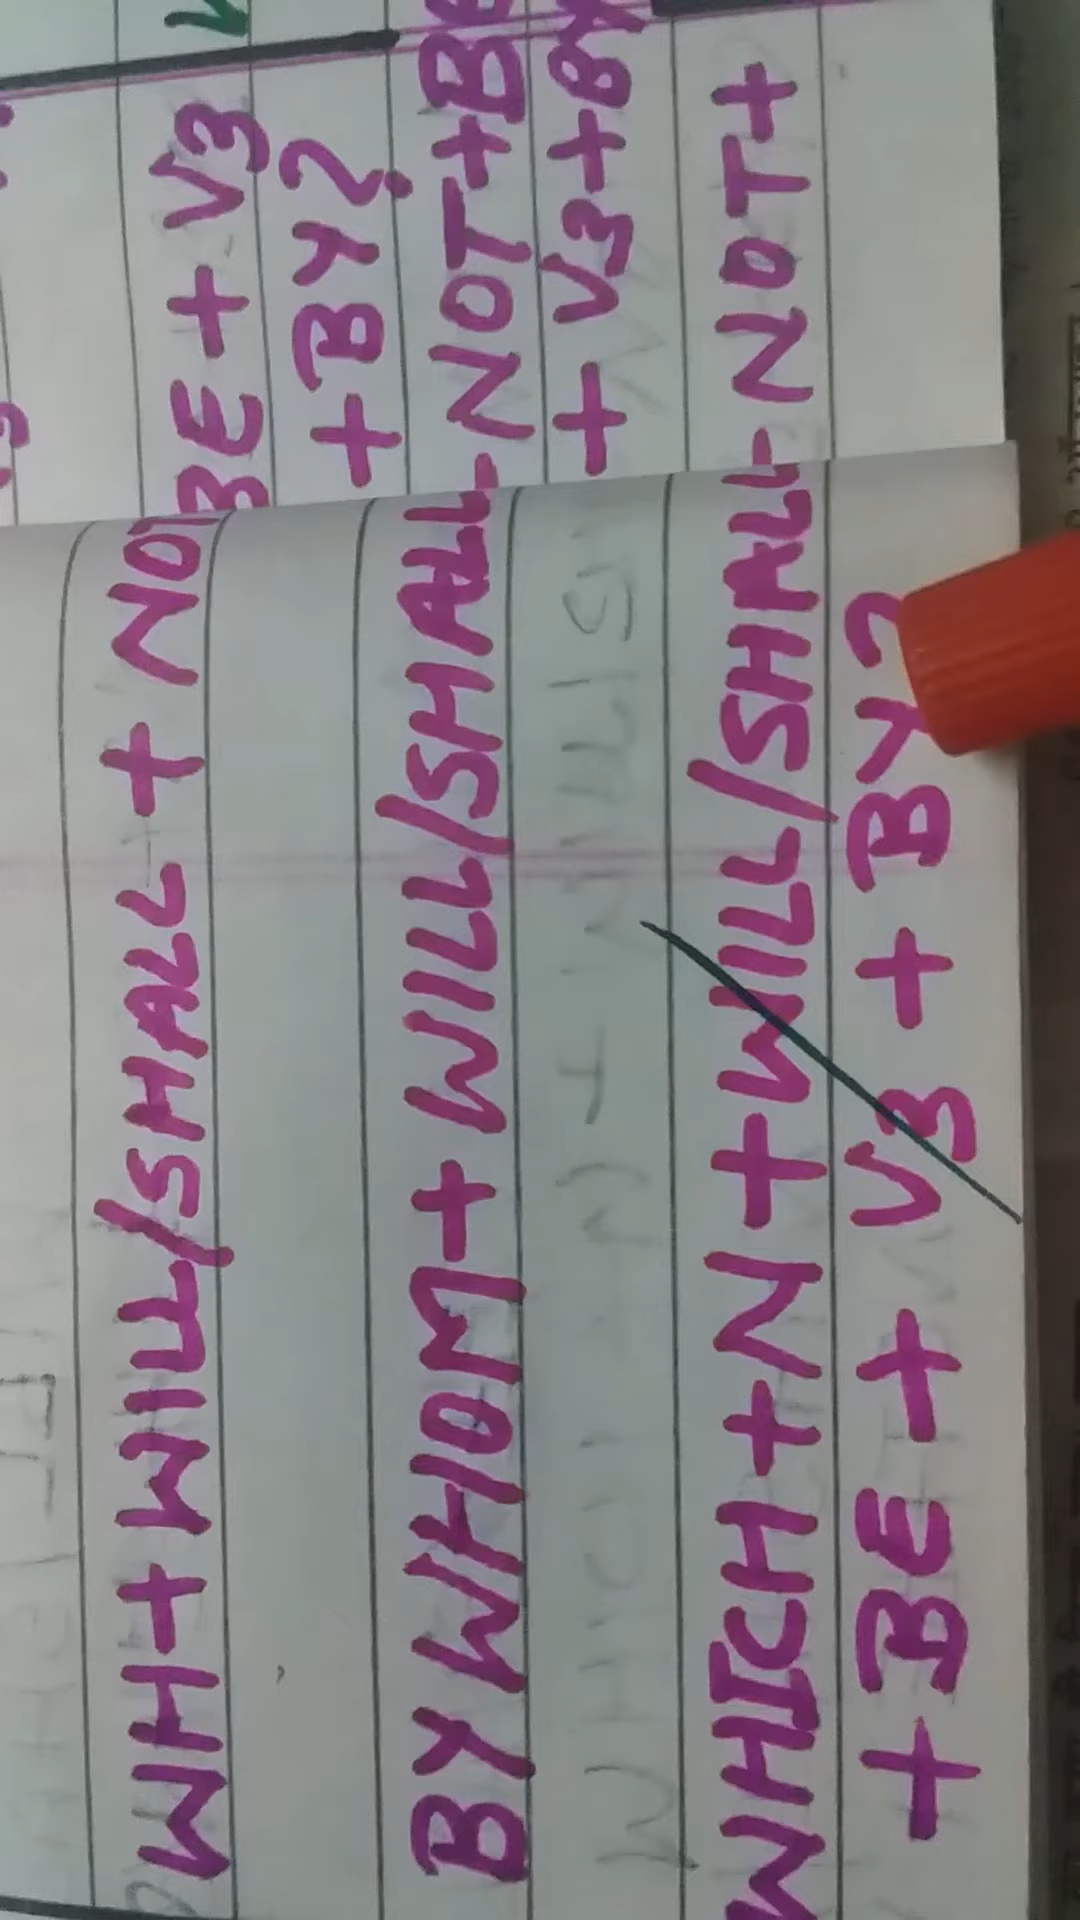 WH + WILL/SHALL + NOT
BE + V3
+ BY?
BY WHOM + WILL/SHALL - NOT + BE
+ V3 + BY
WHICH + N + WILL/SHALL - NOT +
+ BE + V3 + BY?